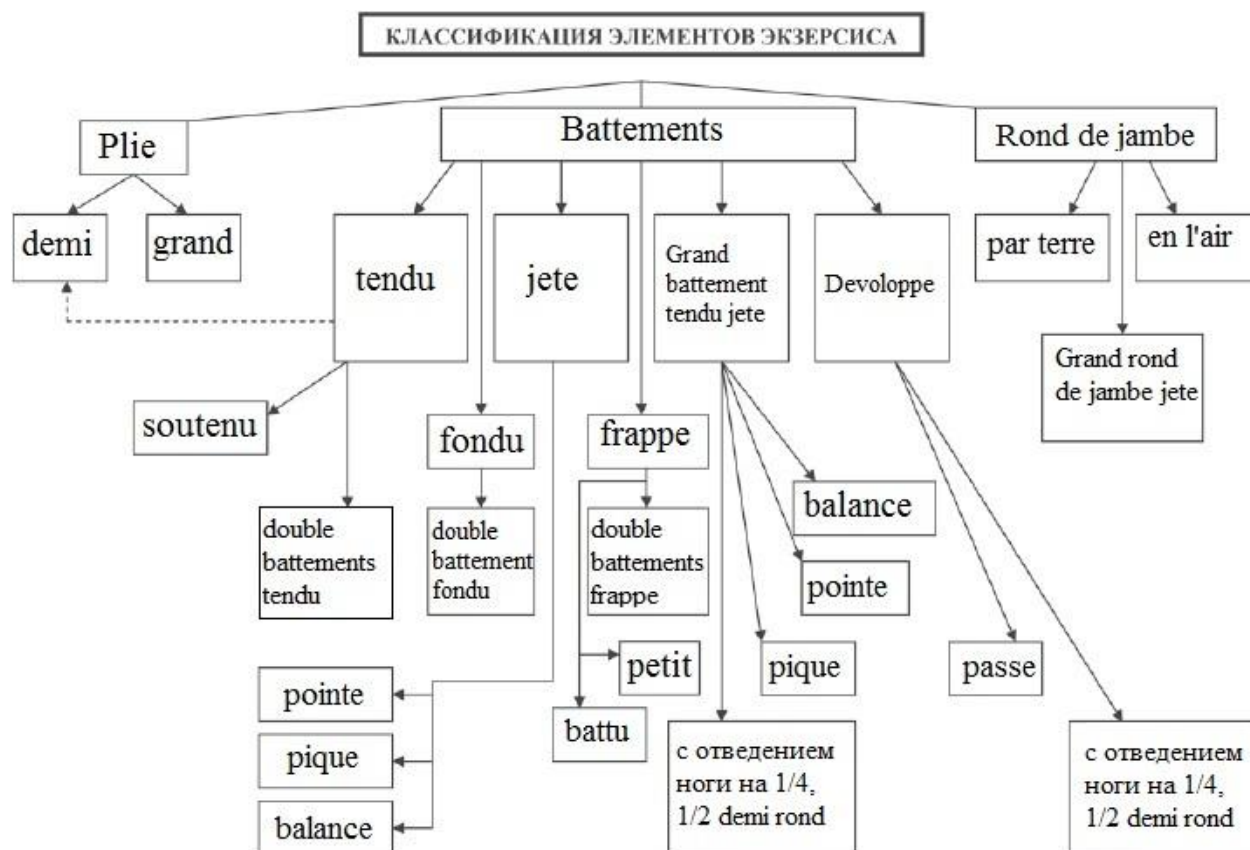 КЛАССИФИКАЦИЯ ЭЛЕМЕНТОВ ЭКЗЕРСИСА
Plie
Battements
Rond de jambe
demi
grand
tendu
jete
Grand
battement
tendu jete
Devoloppe
par terre
en l'air
Grand rond
de jambe jete
soutenu
fondu
frappe
balance
double
battements
tendu
double
battement
fondu
double
battements
frappe
pointe
petit
pique
passe
pointe
battu
pique
balance
с отведением
ноги на 1/4,
1/2 demi rond
с отведением
ноги на 1/4,
1/2 demi rond